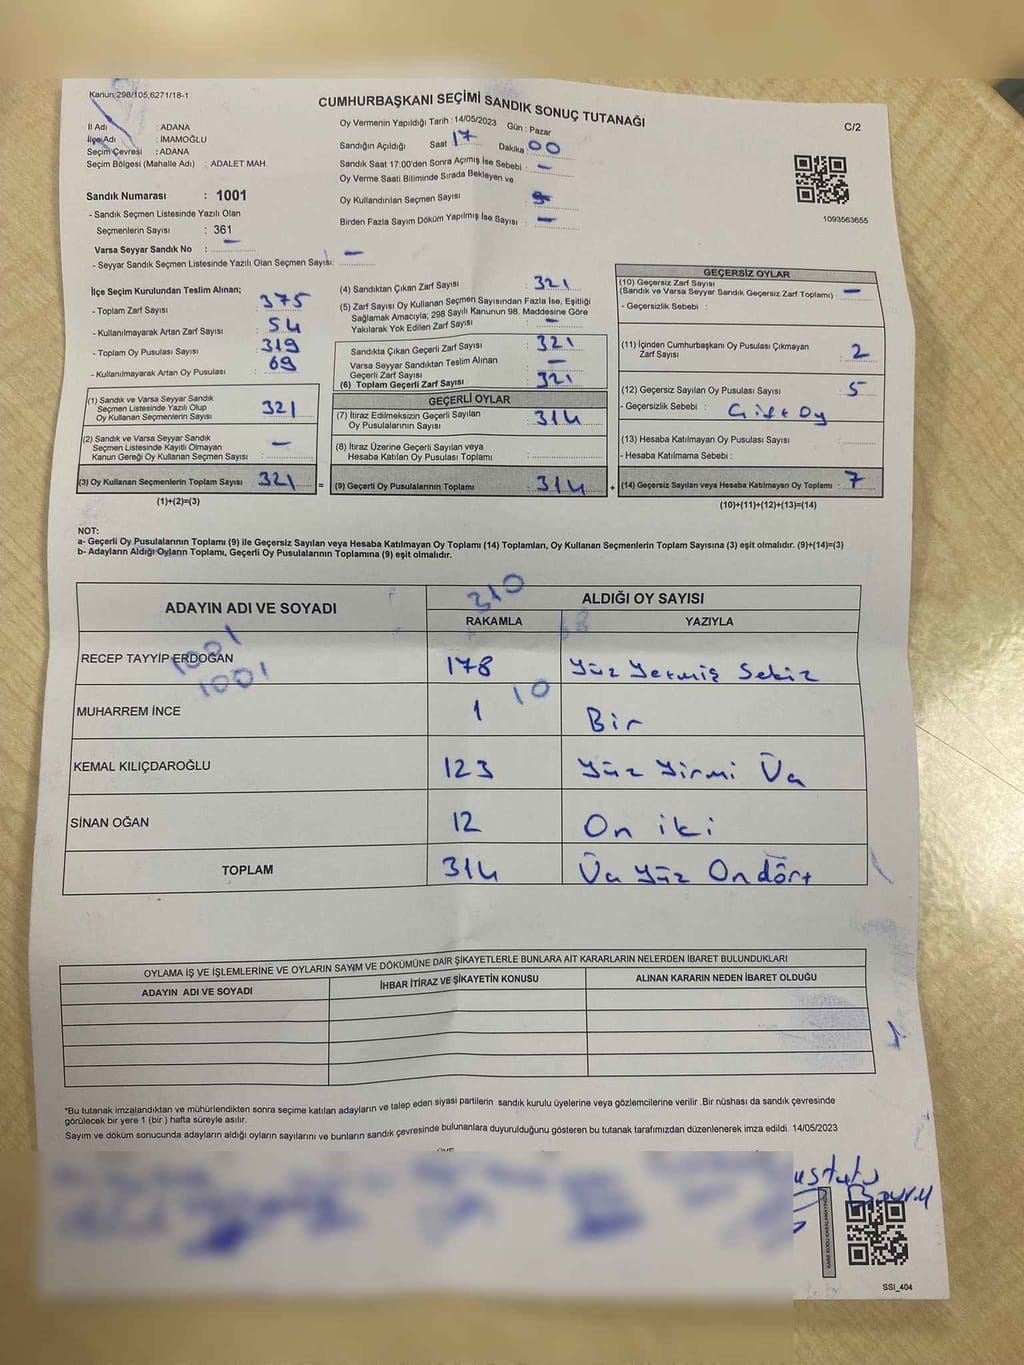 Kanun:298/105,6271/18-1
CUMHURBAŞKANI SEÇİMİ SANDIK SONUÇ TUTANAĞI
C/2
İl Adı : ADANA
İlçe Adı : İMAMOĞLU
Seçim Çevresi : ADANA
Seçim Bölgesi (Mahalle Adı) : ADALET MAH.
Oy Vermenin Yapıldığı Tarih : 14/05/2023 Gün : Pazar
Sandığın Açıldığı Saat 17 Dakika : 00
Sandık Saat 17:00'den Sonra Açımış İse Sebebi : —
Oy Verme Saati Bitiminde Sırada Bekleyen ve
Oy Kullandırılan Seçmen Sayısı
Birden Fazla Sayım Döküm Yapılmış İse Sayısı : —
1093563655
Sandık Numarası : 1001
- Sandık Seçmen Listesinde Yazılı Olan
Seçmenlerin Sayısı : 361
Varsa Seyyar Sandık No : —
- Seyyar Sandık Seçmen Listesinde Yazılı Olan Seçmen Sayısı: —
İlçe Seçim Kurulundan Teslim Alınan;
- Toplam Zarf Sayısı : 375
- Kullanılmayarak Artan Zarf Sayısı : 54
- Toplam Oy Pusulası Sayısı : 319
- Kullanılmayarak Artan Oy Pusulası : 69
(1) Sandık ve Varsa Seyyar Sandık
Seçmen Listesinde Yazılı Olup
Oy Kullanan Seçmenlerin Sayısı : 321
(2) Sandık ve Varsa Seyyar Sandık
Seçmen Listesinde Kayıtlı Olmayan
Kanun Gereği Oy Kullanan Seçmen Sayısı : —
(3) Oy Kullanan Seçmenlerin Toplam Sayısı : 321
(1)+(2)=(3)
(4) Sandıktan Çıkan Zarf Sayısı : 321
(5) Zarf Sayısı Oy Kullanan Seçmen Sayısından Fazla İse, Eşitliği
Sağlamak Amacıyla, 298 Sayılı Kanunun 98. Maddesine Göre
Yakılarak Yok Edilen Zarf Sayısı : —
Sandıkta Çıkan Geçerli Zarf Sayısı : 321
Varsa Seyyar Sandıktan Teslim Alınan
Geçerli Zarf Sayısı : —
(6) Toplam Geçerli Zarf Sayısı : 321
GEÇERLİ OYLAR
(7) İtiraz Edilmeksizin Geçerli Sayılan
Oy Pusulalarının Sayısı : 314
(8) İtiraz Üzerine Geçerli Sayılan veya
Hesaba Katılan Oy Pusulası Toplamı :
= (9) Geçerli Oy Pusulalarının Toplamı : 314 +
GEÇERSİZ OYLAR
(10) Geçersiz Zarf Sayısı
(Sandık ve Varsa Seyyar Sandık Geçersiz Zarf Toplamı) : —
- Geçersizlik Sebebi :
(11) İçinden Cumhurbaşkanı Oy Pusulası Çıkmayan
Zarf Sayısı : 2
(12) Geçersiz Sayılan Oy Pusulası Sayısı : 5
- Geçersizlik Sebebi : Çift Oy
(13) Hesaba Katılmayan Oy Pusulası Sayısı :
- Hesaba Katılmama Sebebi :
(14) Geçersiz Sayılan veya Hesaba Katılmayan Oy Toplamı : 7
(10)+(11)+(12)+(13)=(14)
NOT:
a- Geçerli Oy Pusulalarının Toplamı (9) ile Geçersiz Sayılan veya Hesaba Katılmayan Oy Toplamı (14) Toplamları, Oy Kullanan Seçmenlerin Toplam Sayısına (3) eşit olmalıdır. (9)+(14)=(3)
b- Adayların Aldığı Oyların Toplamı, Geçerli Oy Pusulalarının Toplamına (9) eşit olmalıdır.
310
ADAYIN ADI VE SOYADI ALDIĞI OY SAYISI
RAKAMLA YAZIYLA
1001
RECEP TAYYİP ERDOĞAN 178 Yüz Yetmiş Sekiz
1001 10
MUHARREM İNCE 1 Bir
KEMAL KILIÇDAROĞLU 123 Yüz Yirmi Üç
SİNAN OĞAN 12 On iki
TOPLAM 314 Üç Yüz On dört
OYLAMA İŞ VE İŞLEMLERİNE VE OYLARIN SAYIM VE DÖKÜMÜNE DAİR ŞİKAYETLERLE BUNLARA AİT KARARLARIN NELERDEN İBARET BULUNDUKLARI
ADAYIN ADI VE SOYADI İHBAR İTİRAZ VE ŞİKAYETİN KONUSU ALINAN KARARIN NEDEN İBARET OLDUĞU
*Bu tutanak imzalandıktan ve mühürlendikten sonra seçime katılan adayların ve talep eden siyasi partilerin sandık kurulu üyelerine veya gözlemcilerine verilir .Bir nüshası da sandık çevresinde
görülecek bir yere 1 (bir ) hafta süreyle asılır.
Sayım ve döküm sonucunda adayların aldığı oyların sayılarını ve bunların sandık çevresinde bulunanlara duyurulduğunu gösteren bu tutanak tarafımızdan düzenlenerek imza edildi. 14/05/2023
KARE KODU KARALAMAYINIZ
SSI_404